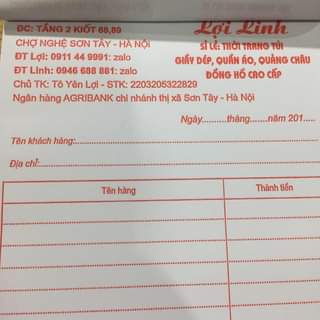 ĐC: TẦNG 2 KIỐT 68,69
CHỢ NGHỆ SƠN TÂY - HÀ NỘI
ĐT Lợi: 0911 44 9991: zalo
ĐT Linh: 0946 688 881: zalo
Chủ TK: Tô Yên Lợi - STK: 2203205322829
Ngân hàng AGRIBANK chi nhánh thị xã Sơn Tây - Hà Nội
Lợi Linh
SỈ LẺ: THỜI TRANG TÚI
GIẦY DÉP, QUẦN ÁO, QUẢNG CHÂU
ĐỒNG HỒ CAO CẤP
Ngày..........tháng........năm 201.....
Tên khách hàng:
Địa chỉ:
Tên hàng
Thành tiền